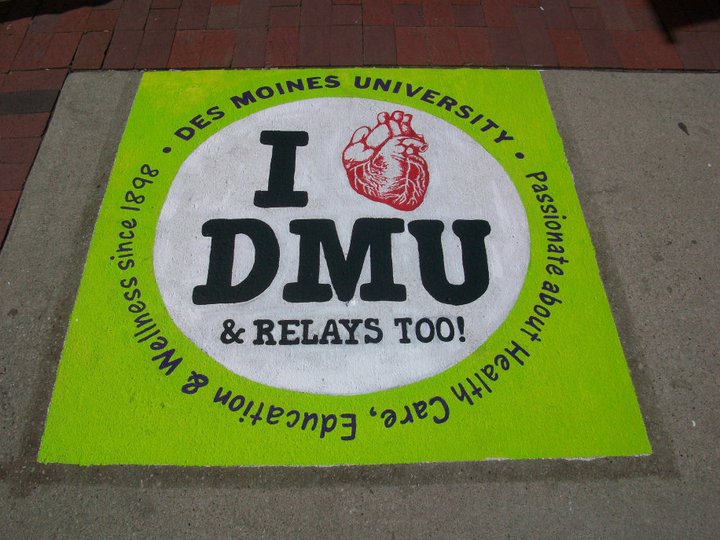 • DES MOINES UNIVERSITY •
Passionate about Health Care, Education & Wellness since 1898
I
DMU
& RELAYS TOO!